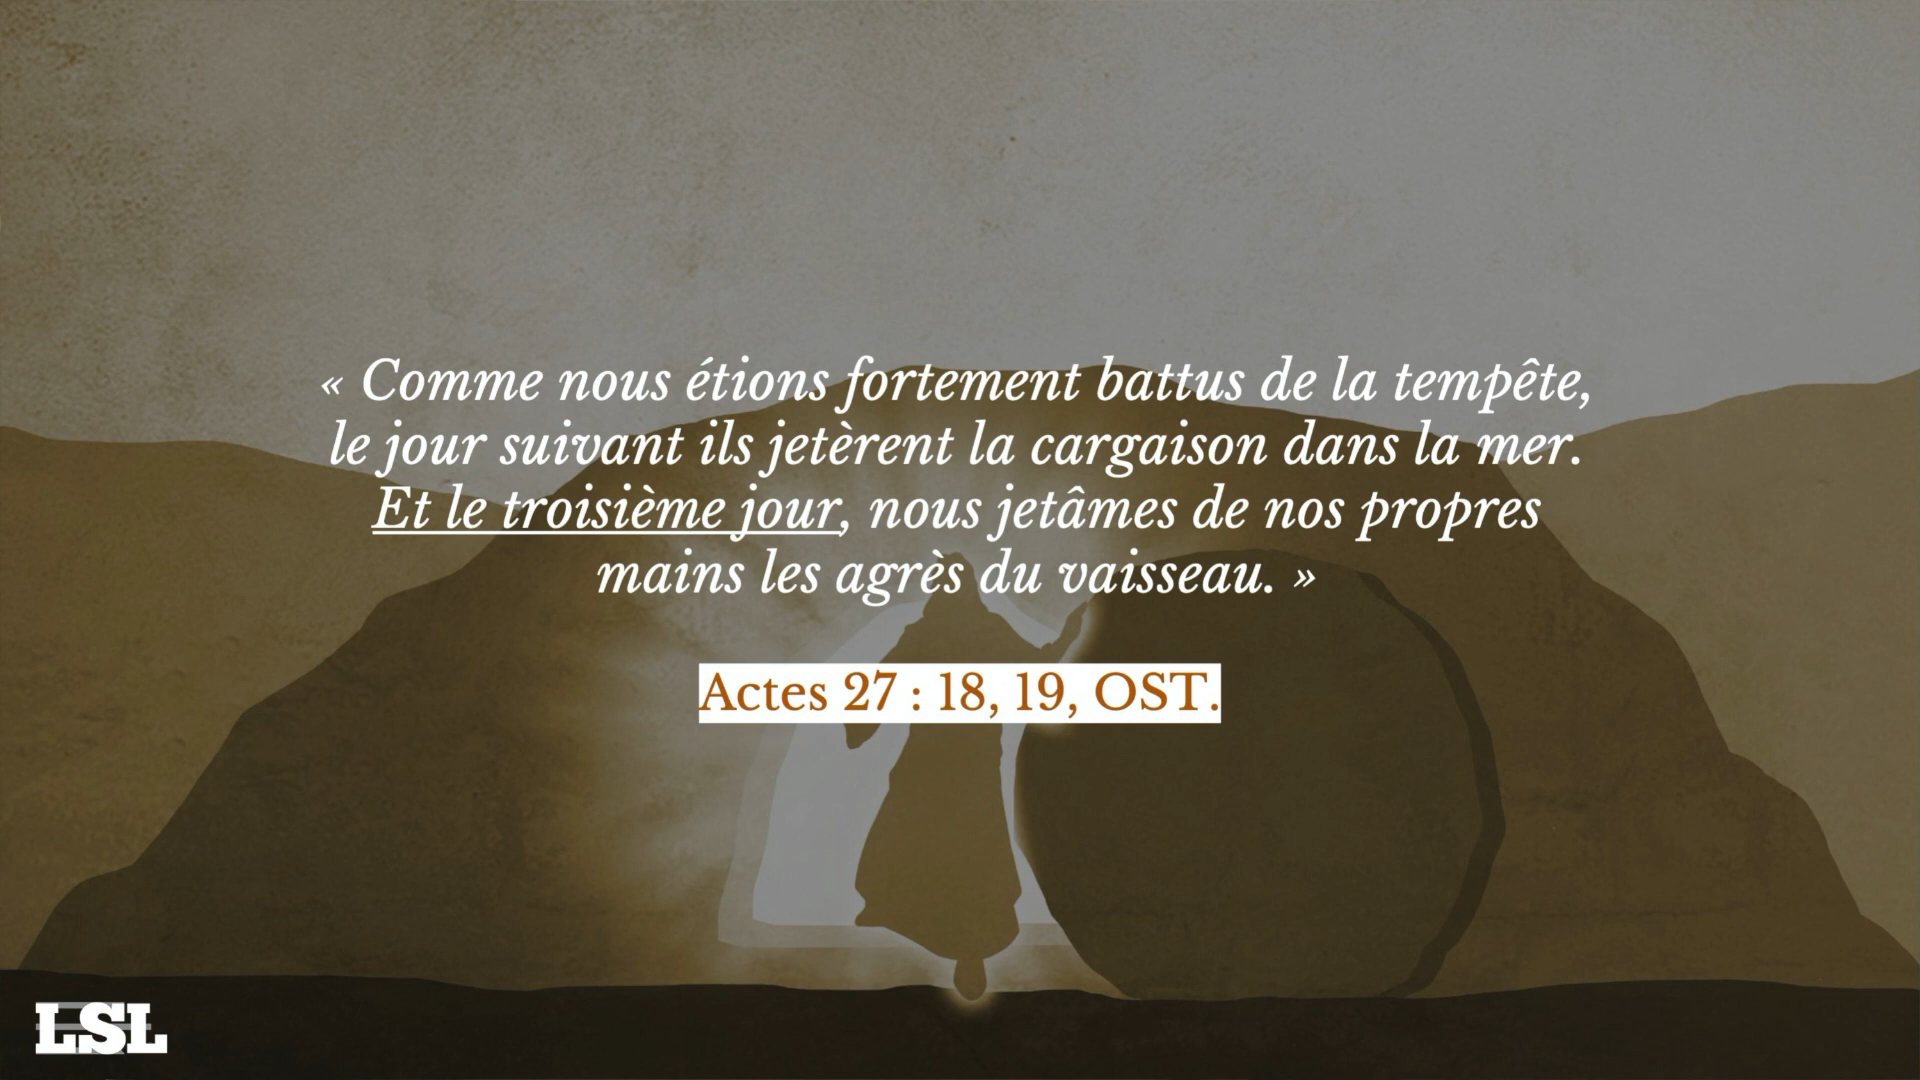 « Comme nous étions fortement battus de la tempête,
le jour suivant ils jetèrent la cargaison dans la mer.
Et le troisième jour, nous jetâmes de nos propres
mains les agrès du vaisseau. »
Actes 27 : 18, 19, OST.
LSL